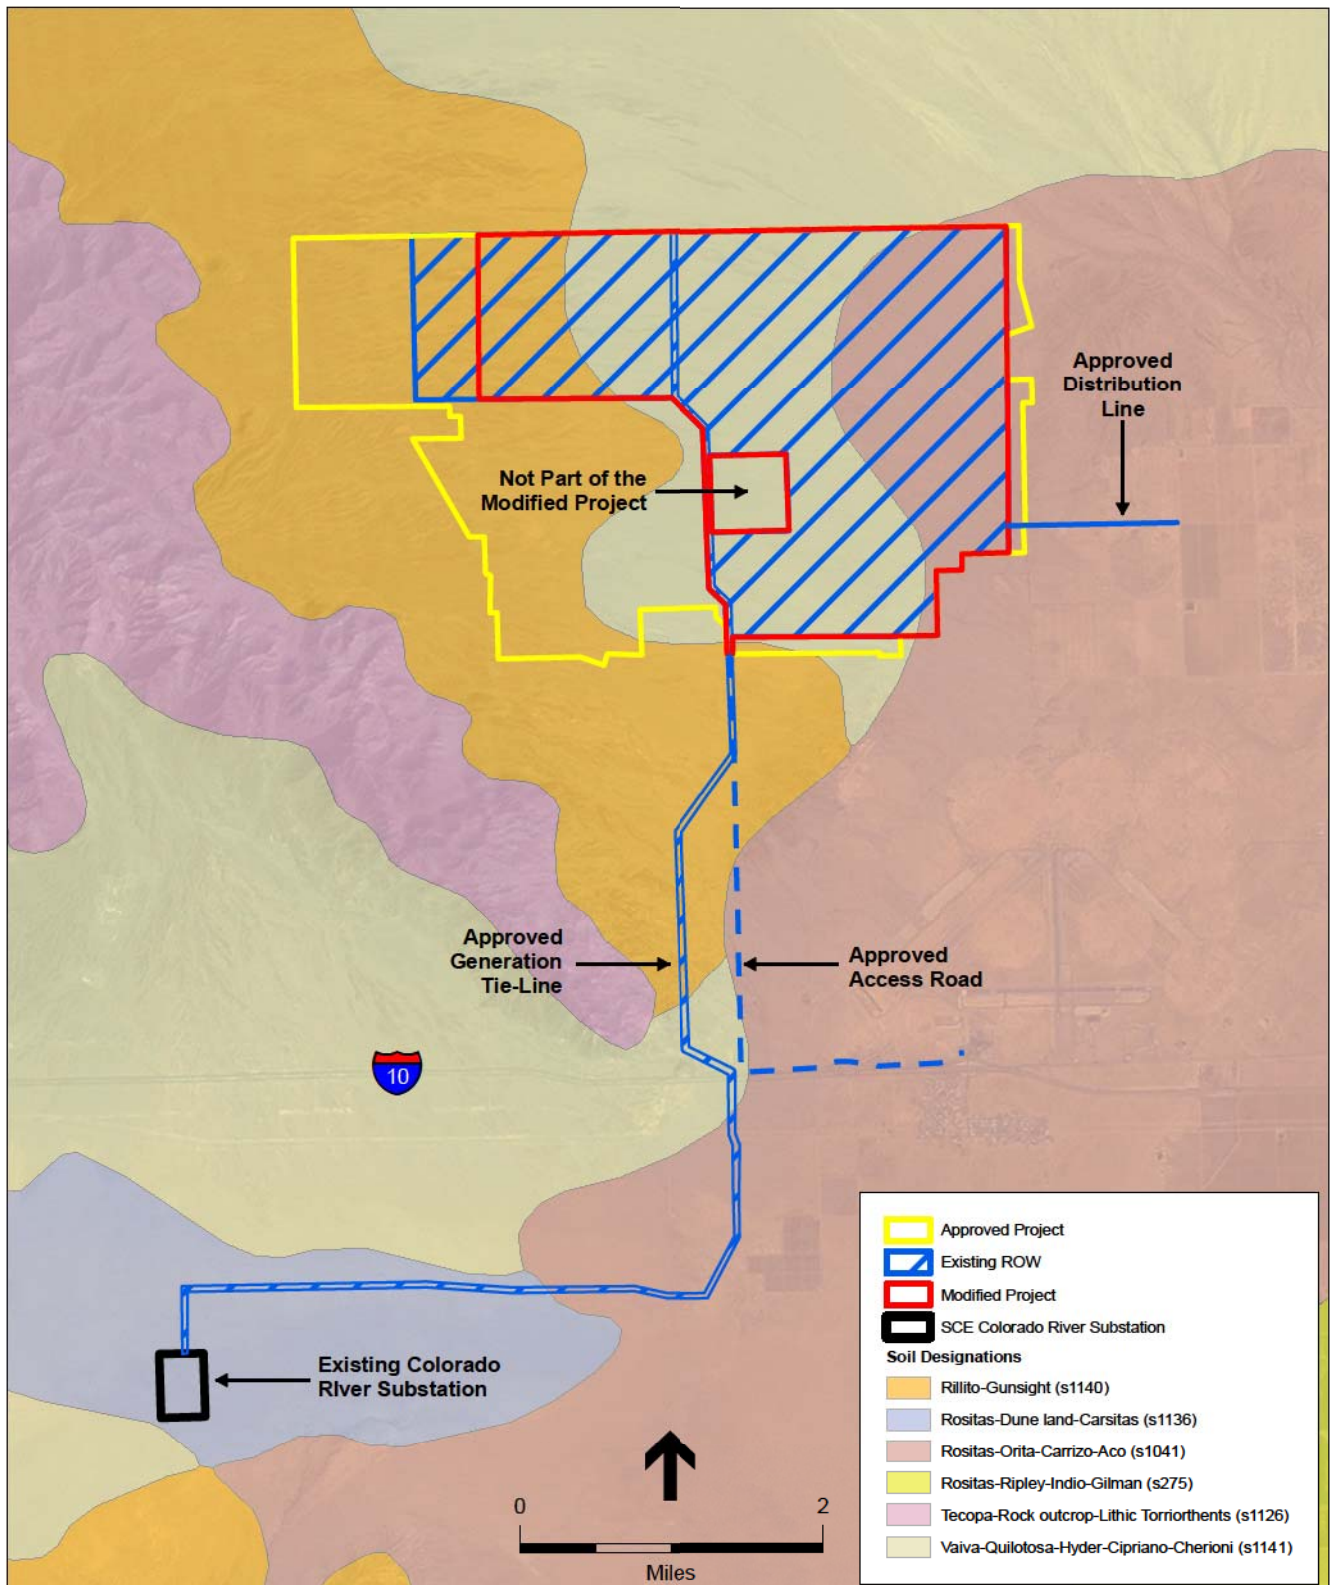 Approved
Distribution
Line
Not Part of the
Modified Project
Approved
Generation
Tie-Line
Approved
Access Road
10
Existing Colorado
RIver Substation
0
2
Miles
Approved Project
Existing ROW
Modified Project
SCE Colorado River Substation
Soil Designations
Rillito-Gunsight (s1140)
Rositas-Dune land-Carsitas (s1136)
Rositas-Orita-Carrizo-Aco (s1041)
Rositas-Ripley-Indio-Gilman (s275)
Tecopa-Rock outcrop-Lithic Torriorthents (s1126)
Vaiva-Quilotosa-Hyder-Cipriano-Cherioni (s1141)